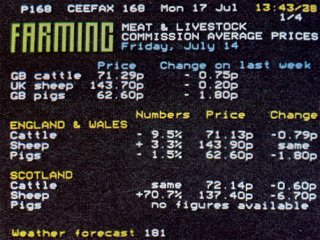 P168 CEEFAX 168 Mon 17 Jul 13:43/38
1/4
FARMING MEAT & LIVESTOCK
COMMISSION AVERAGE PRICES
Friday, July 14
Price Change on last week
GB cattle 71.29p - 0.75p
UK sheep 143.70p - 0.20p
GB pigs 62.60p - 1.80p
Numbers Price Change
ENGLAND & WALES
Cattle - 9.5% 71.13p -0.79p
Sheep + 3.3% 143.90p same
Pigs - 1.5% 62.60p -1.80p
SCOTLAND
Cattle same 72.14p -0.60p
Sheep +70.7% 137.40p -6.70p
Pigs no figures available
Weather forecast 181